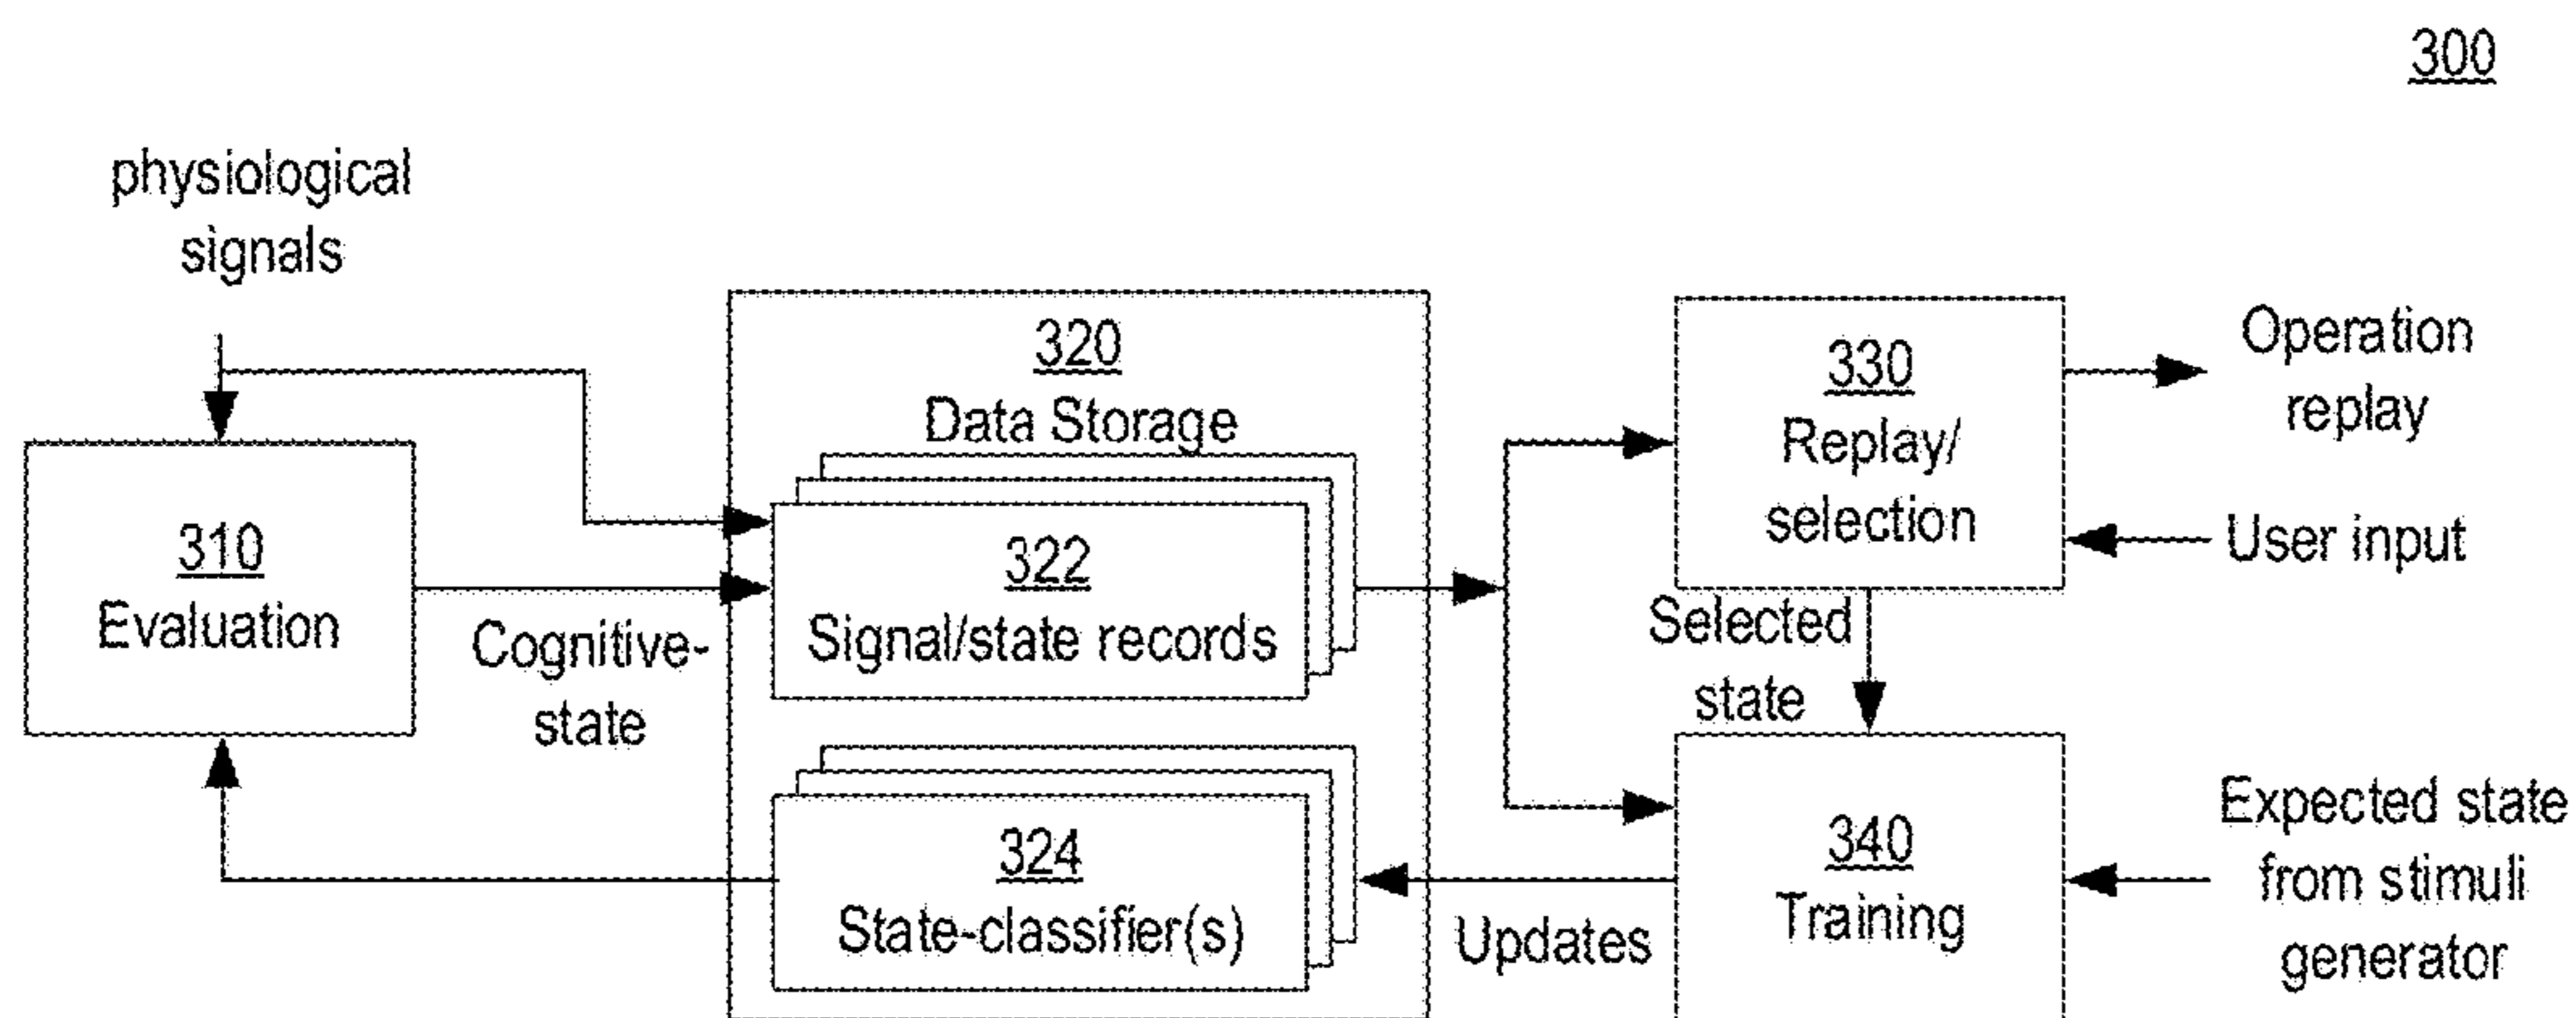 300
physiological
signals
310
Evaluation
Cognitive-
state
320
Data Storage
322
Signal/state records
324
State-classifier(s)
330
Replay/
selection
Operation
replay
User input
Selected
state
340
Training
Updates
Expected state
from stimuli
generator